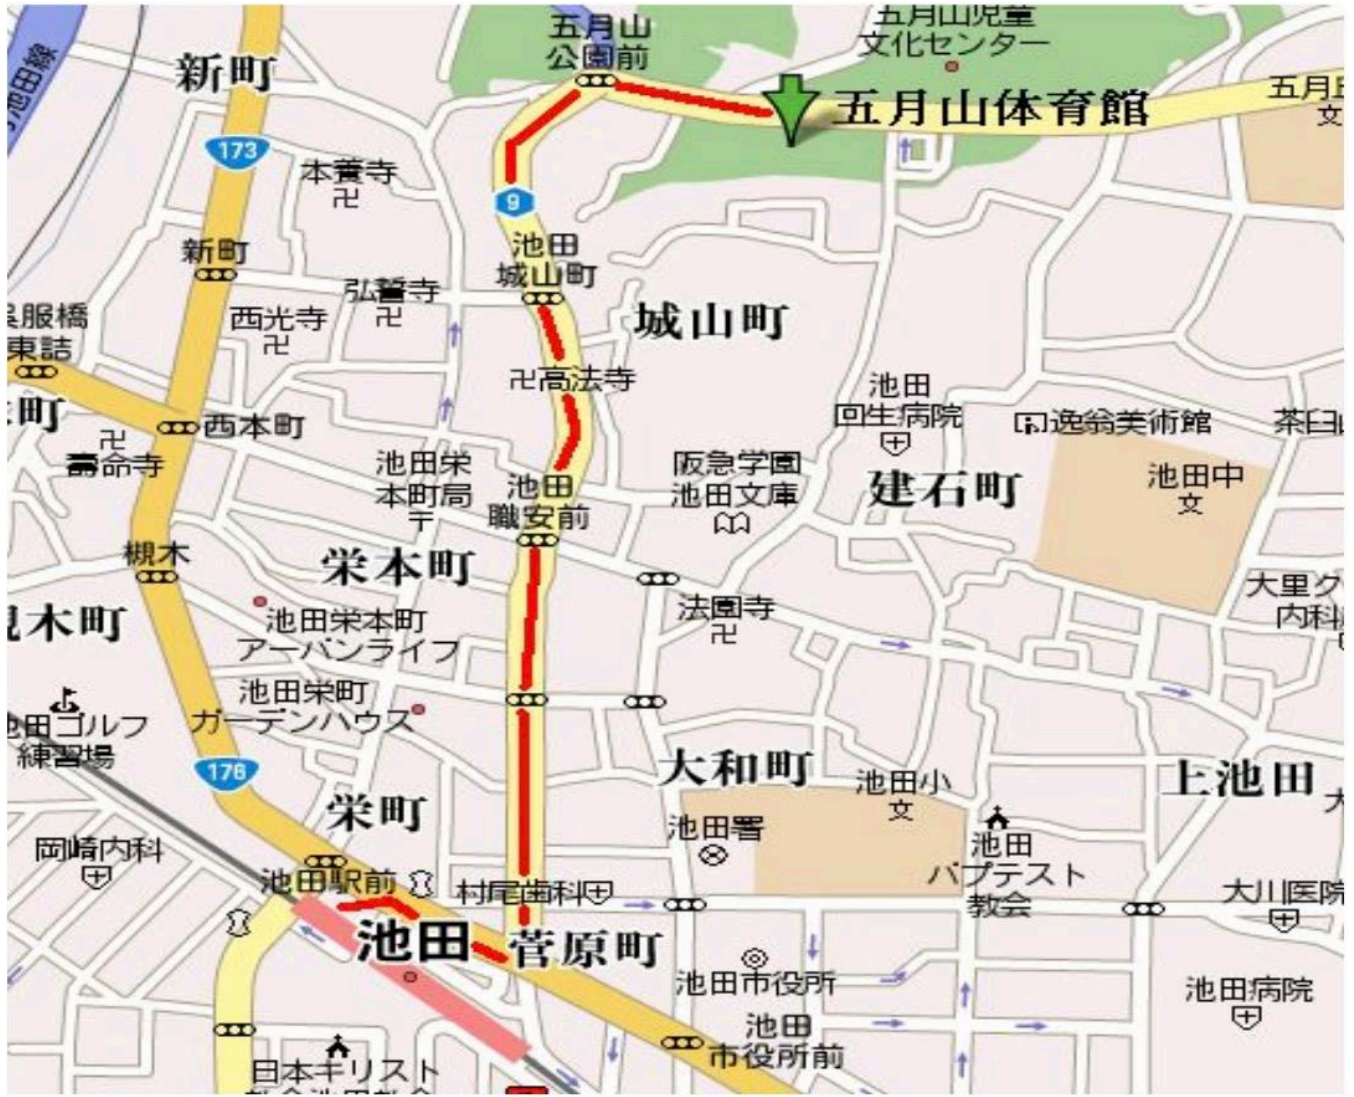 五月山
公園前
五月山児童
文化センター
新町
五月山体育館
文
173
本養寺
9
池田
城山町
新町
弘誓寺
西光寺
城山町
呉服橋
東詰
高法寺
池田
回生病院
逸翁美術館
西本町
壽命寺
池田栄
本町局
池田
職安前
阪急学園
池田文庫
建石町
池田中
文
槻木
栄本町
法園寺
木町
池田栄本町
アーバンライフ
池田栄町
ガーデンハウス
池田ゴルフ
練習場
176
大和町
池田小
文
上池田
栄町
池田署
岡崎内科
池田
バプテスト
教会
池田駅前
村尾歯科
大川医院
池田
菅原町
池田市役所
池田病院
池田
市役所前
日本キリスト